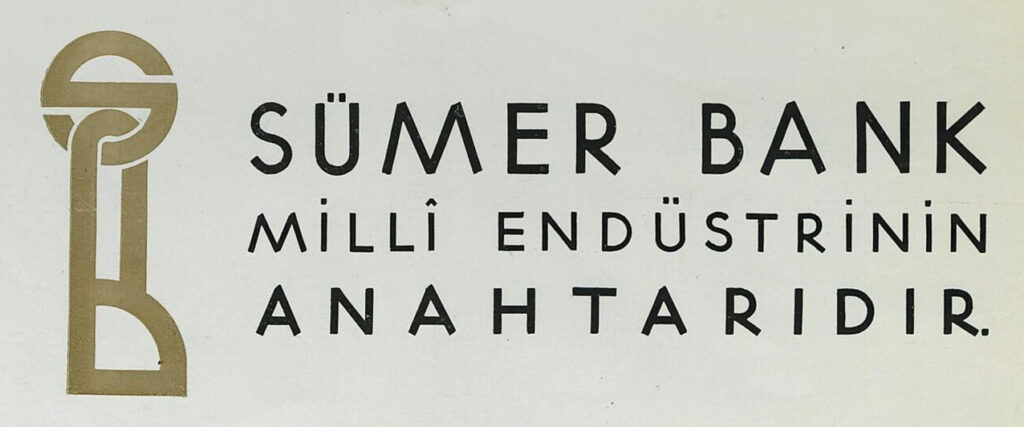 SÜMER BANK
MİLLÎ ENDÜSTRİNİN
ANAHTARIDIR.